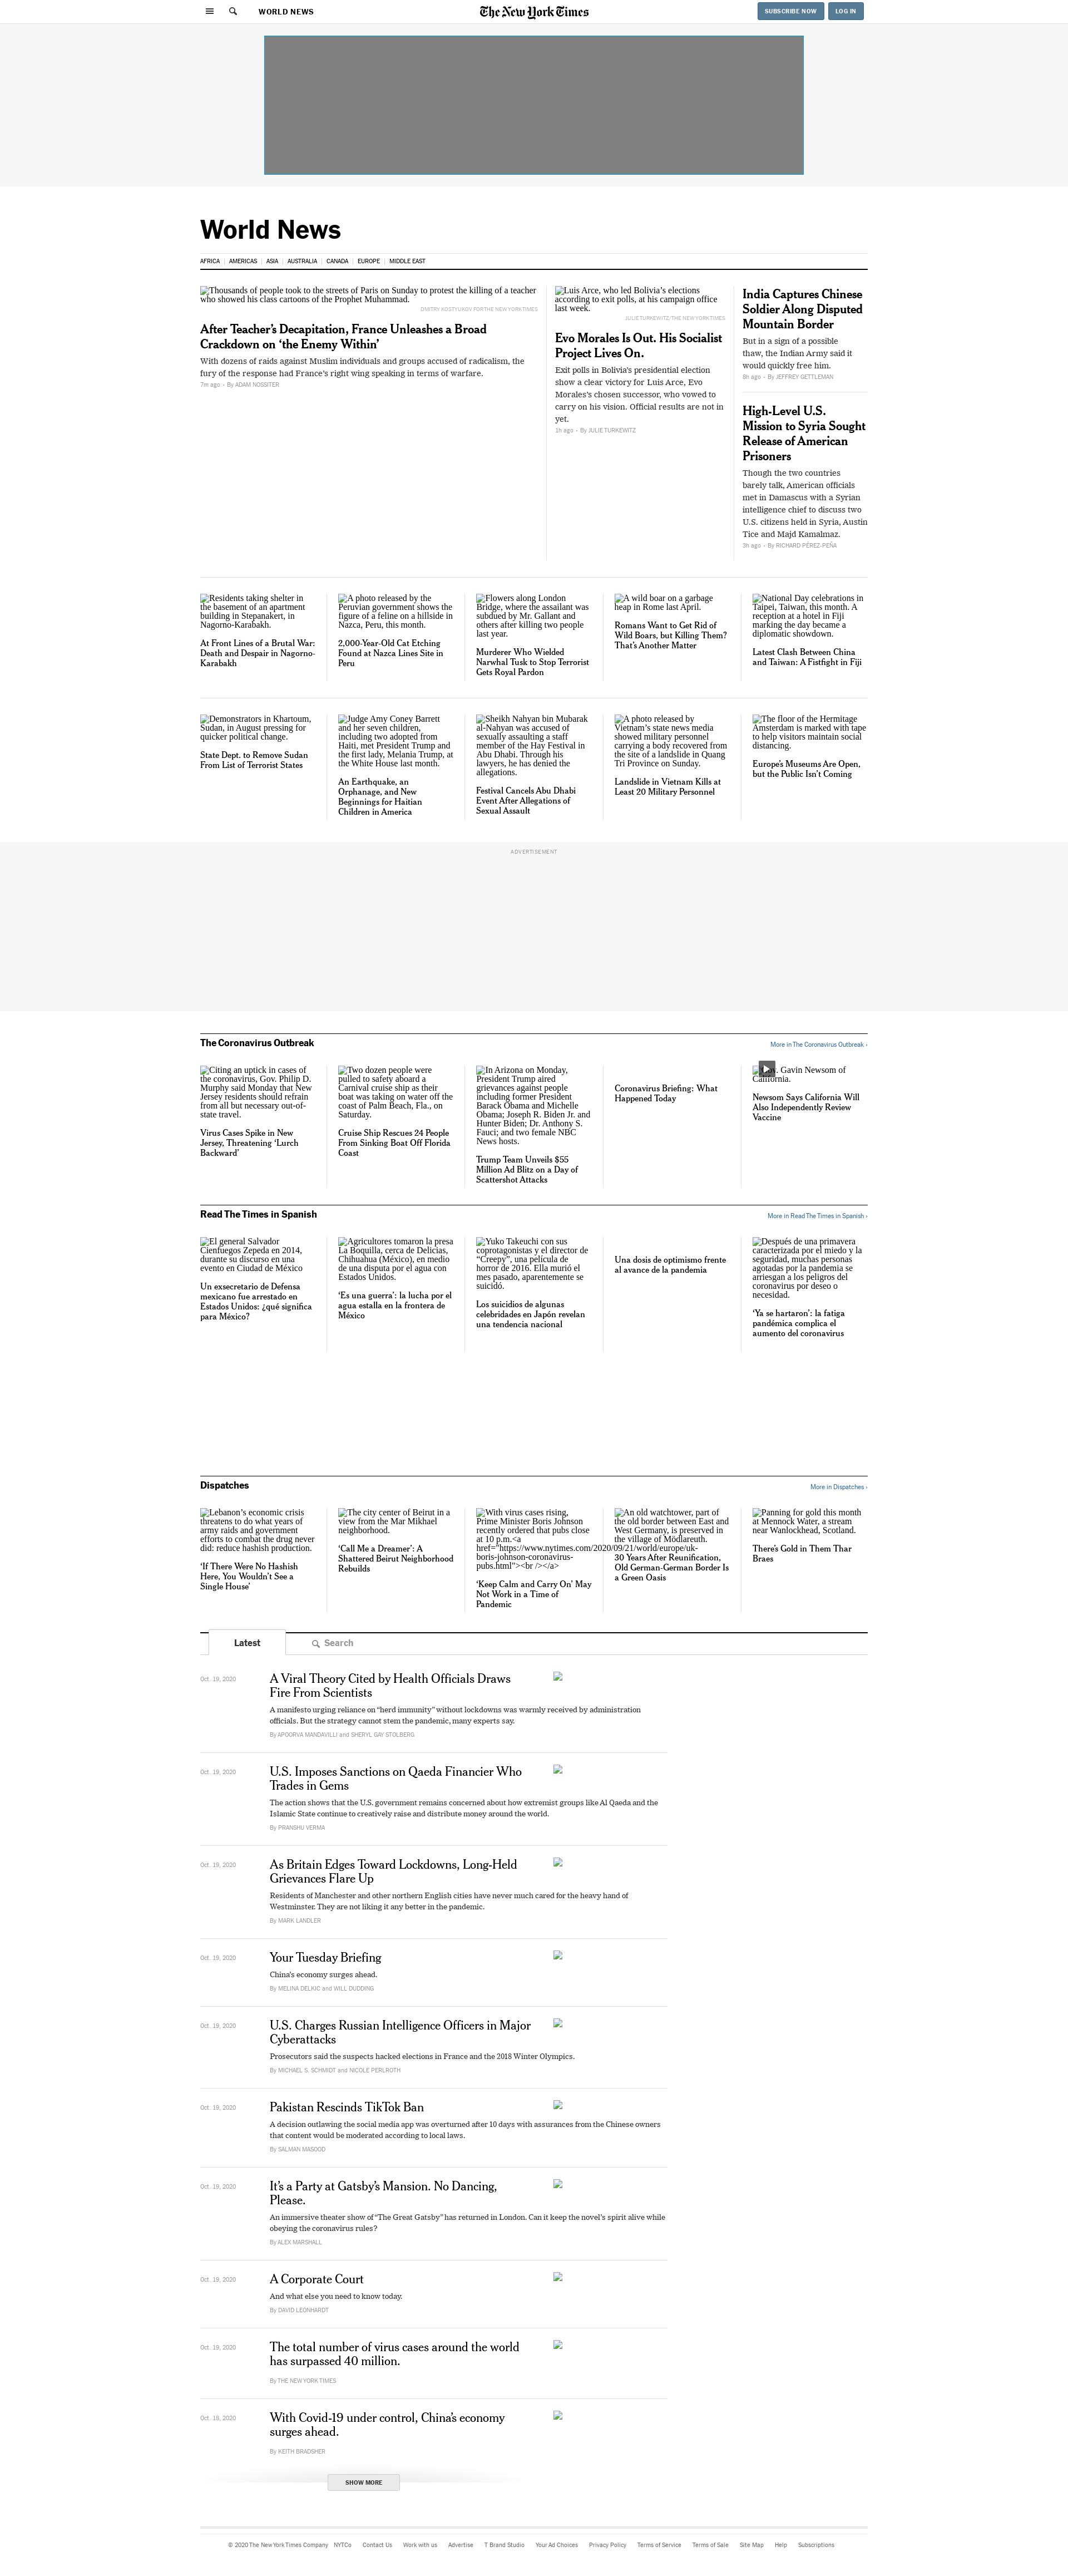 WORLD NEWS
The New York Times
SUBSCRIBE NOW
LOG IN
World News
AFRICA | AMERICAS | ASIA | AUSTRALIA | CANADA | EUROPE | MIDDLE EAST
Thousands of people took to the streets of Paris on Sunday to protest the killing of a teacher
who showed his class cartoons of the Prophet Muhammad.
DMITRY KOSTYUKOV FOR THE NEW YORK TIMES
After Teacher’s Decapitation, France Unleashes a Broad
Crackdown on ‘the Enemy Within’
With dozens of raids against Muslim individuals and groups accused of radicalism, the
fury of the response had France’s right wing speaking in terms of warfare.
7m ago • By ADAM NOSSITER
Luis Arce, who led Bolivia’s elections
according to exit polls, at his campaign office
last week.
JULIE TURKEWITZ/THE NEW YORK TIMES
Evo Morales Is Out. His Socialist
Project Lives On.
Exit polls in Bolivia’s presidential election
show a clear victory for Luis Arce, Evo
Morales’s chosen successor, who vowed to
carry on his vision. Official results are not in
yet.
1h ago • By JULIE TURKEWITZ
India Captures Chinese
Soldier Along Disputed
Mountain Border
But in a sign of a possible
thaw, the Indian Army said it
would quickly free him.
8h ago • By JEFFREY GETTLEMAN
High-Level U.S.
Mission to Syria Sought
Release of American
Prisoners
Though the two countries
barely talk, American officials
met in Damascus with a Syrian
intelligence chief to discuss two
U.S. citizens held in Syria, Austin
Tice and Majd Kamalmaz.
3h ago • By RICHARD PÉREZ-PEÑA
Residents taking shelter in
the basement of an apartment
building in Stepanakert, in
Nagorno-Karabakh.
At Front Lines of a Brutal War:
Death and Despair in Nagorno-
Karabakh
A photo released by the
Peruvian government shows the
figure of a feline on a hillside in
Nazca, Peru, this month.
2,000-Year-Old Cat Etching
Found at Nazca Lines Site in
Peru
Flowers along London
Bridge, where the assailant was
subdued by Mr. Gallant and
others after killing two people
last year.
Murderer Who Wielded
Narwhal Tusk to Stop Terrorist
Gets Royal Pardon
A wild boar on a garbage
heap in Rome last April.
Romans Want to Get Rid of
Wild Boars, but Killing Them?
That’s Another Matter
National Day celebrations in
Taipei, Taiwan, this month. A
reception at a hotel in Fiji
marking the day became a
diplomatic showdown.
Latest Clash Between China
and Taiwan: A Fistfight in Fiji
Demonstrators in Khartoum,
Sudan, in August pressing for
quicker political change.
State Dept. to Remove Sudan
From List of Terrorist States
Judge Amy Coney Barrett
and her seven children,
including two adopted from
Haiti, met President Trump and
the first lady, Melania Trump, at
the White House last month.
An Earthquake, an
Orphanage, and New
Beginnings for Haitian
Children in America
Sheikh Nahyan bin Mubarak
al-Nahyan was accused of
sexually assaulting a staff
member of the Hay Festival in
Abu Dhabi. Through his
lawyers, he has denied the
allegations.
Festival Cancels Abu Dhabi
Event After Allegations of
Sexual Assault
A photo released by
Vietnam’s state news media
showed military personnel
carrying a body recovered from
the site of a landslide in Quang
Tri Province on Sunday.
Landslide in Vietnam Kills at
Least 20 Military Personnel
The floor of the Hermitage
Amsterdam is marked with tape
to help visitors maintain social
distancing.
Europe’s Museums Are Open,
but the Public Isn’t Coming
ADVERTISEMENT
The Coronavirus Outbreak
More in The Coronavirus Outbreak ›
Citing an uptick in cases of
the coronavirus, Gov. Philip D.
Murphy said Monday that New
Jersey residents should refrain
from all but necessary out-of-
state travel.
Virus Cases Spike in New
Jersey, Threatening ‘Lurch
Backward’
Two dozen people were
pulled to safety aboard a
Carnival cruise ship as their
boat was taking on water off the
coast of Palm Beach, Fla., on
Saturday.
Cruise Ship Rescues 24 People
From Sinking Boat Off Florida
Coast
In Arizona on Monday,
President Trump aired
grievances against people
including former President
Barack Obama and Michelle
Obama; Joseph R. Biden Jr. and
Hunter Biden; Dr. Anthony S.
Fauci; and two female NBC
News hosts.
Trump Team Unveils $55
Million Ad Blitz on a Day of
Scattershot Attacks
Coronavirus Briefing: What
Happened Today
Gov. Gavin Newsom of
California.
Newsom Says California Will
Also Independently Review
Vaccine
Read The Times in Spanish
More in Read The Times in Spanish ›
El general Salvador
Cienfuegos Zepeda en 2014,
durante su discurso en una
evento en Ciudad de México
Un exsecretario de Defensa
mexicano fue arrestado en
Estados Unidos: ¿qué significa
para México?
Agricultores tomaron la presa
La Boquilla, cerca de Delicias,
Chihuahua (México), en medio
de una disputa por el agua con
Estados Unidos.
‘Es una guerra’: la lucha por el
agua estalla en la frontera de
México
Yuko Takeuchi con sus
coprotagonistas y el director de
“Creepy”, una película de
horror de 2016. Ella murió el
mes pasado, aparentemente se
suicidó.
Los suicidios de algunas
celebridades en Japón revelan
una tendencia nacional
Una dosis de optimismo frente
al avance de la pandemia
Después de una primavera
caracterizada por el miedo y la
seguridad, muchas personas
agotadas por la pandemia se
arriesgan a los peligros del
coronavirus por deseo o
necesidad.
‘Ya se hartaron’: la fatiga
pandémica complica el
aumento del coronavirus
Dispatches
More in Dispatches ›
Lebanon’s economic crisis
threatens to do what years of
army raids and government
efforts to combat the drug never
did: reduce hashish production.
‘If There Were No Hashish
Here, You Wouldn’t See a
Single House’
The city center of Beirut in a
view from the Mar Mikhael
neighborhood.
‘Call Me a Dreamer’: A
Shattered Beirut Neighborhood
Rebuilds
With virus cases rising,
Prime Minister Boris Johnson
recently ordered that pubs close
at 10 p.m.<a
href="https://www.nytimes.com/2020/09/21/world/europe/uk-
boris-johnson-coronavirus-
pubs.html"><br /></a>
‘Keep Calm and Carry On’ May
Not Work in a Time of
Pandemic
An old watchtower, part of
the old border between East and
West Germany, is preserved in
the village of Mödlareuth.
30 Years After Reunification,
Old German-German Border Is
a Green Oasis
Panning for gold this month
at Mennock Water, a stream
near Wanlockhead, Scotland.
There’s Gold in Them Thar
Braes
Latest
Search
Oct. 19, 2020
A Viral Theory Cited by Health Officials Draws
Fire From Scientists
A manifesto urging reliance on “herd immunity” without lockdowns was warmly received by administration
officials. But the strategy cannot stem the pandemic, many experts say.
By APOORVA MANDAVILLI and SHERYL GAY STOLBERG
Oct. 19, 2020
U.S. Imposes Sanctions on Qaeda Financier Who
Trades in Gems
The action shows that the U.S. government remains concerned about how extremist groups like Al Qaeda and the
Islamic State continue to creatively raise and distribute money around the world.
By PRANSHU VERMA
Oct. 19, 2020
As Britain Edges Toward Lockdowns, Long-Held
Grievances Flare Up
Residents of Manchester and other northern English cities have never much cared for the heavy hand of
Westminster. They are not liking it any better in the pandemic.
By MARK LANDLER
Oct. 19, 2020
Your Tuesday Briefing
China’s economy surges ahead.
By MELINA DELKIC and WILL DUDDING
Oct. 19, 2020
U.S. Charges Russian Intelligence Officers in Major
Cyberattacks
Prosecutors said the suspects hacked elections in France and the 2018 Winter Olympics.
By MICHAEL S. SCHMIDT and NICOLE PERLROTH
Oct. 19, 2020
Pakistan Rescinds TikTok Ban
A decision outlawing the social media app was overturned after 10 days with assurances from the Chinese owners
that content would be moderated according to local laws.
By SALMAN MASOOD
Oct. 19, 2020
It’s a Party at Gatsby’s Mansion. No Dancing,
Please.
An immersive theater show of “The Great Gatsby” has returned in London. Can it keep the novel’s spirit alive while
obeying the coronavirus rules?
By ALEX MARSHALL
Oct. 19, 2020
A Corporate Court
And what else you need to know today.
By DAVID LEONHARDT
Oct. 19, 2020
The total number of virus cases around the world
has surpassed 40 million.
By THE NEW YORK TIMES
Oct. 18, 2020
With Covid-19 under control, China’s economy
surges ahead.
By KEITH BRADSHER
SHOW MORE
© 2020 The New York Times Company NYTCo Contact Us Work with us Advertise T Brand Studio Your Ad Choices Privacy Policy Terms of Service Terms of Sale Site Map Help Subscriptions